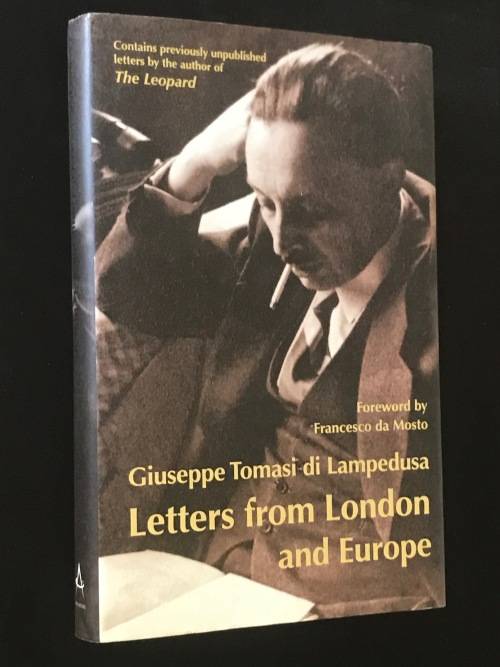 Contains previously unpublished
letters by the author of
The Leopard
Foreword by
Francesco da Mosto
Giuseppe Tomasi di Lampedusa
Letters from London
and Europe